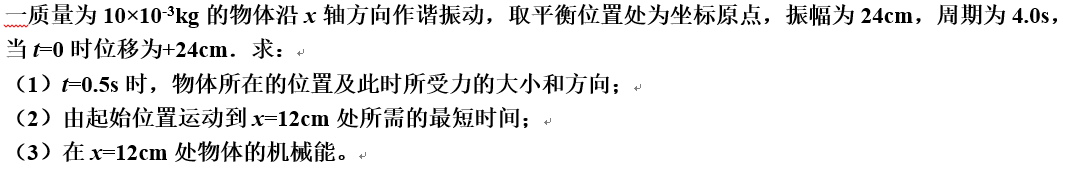 一质量为 10×10⁻³kg 的物体沿 x 轴方向作谐振动，取平衡位置处为坐标原点，振幅为 24cm，周期为 4.0s，
当 t=0 时位移为+24cm．求：
（1）t=0.5s 时，物体所在的位置及此时所受力的大小和方向；
（2）由起始位置运动到 x=12cm 处所需的最短时间；
（3）在 x=12cm 处物体的机械能。